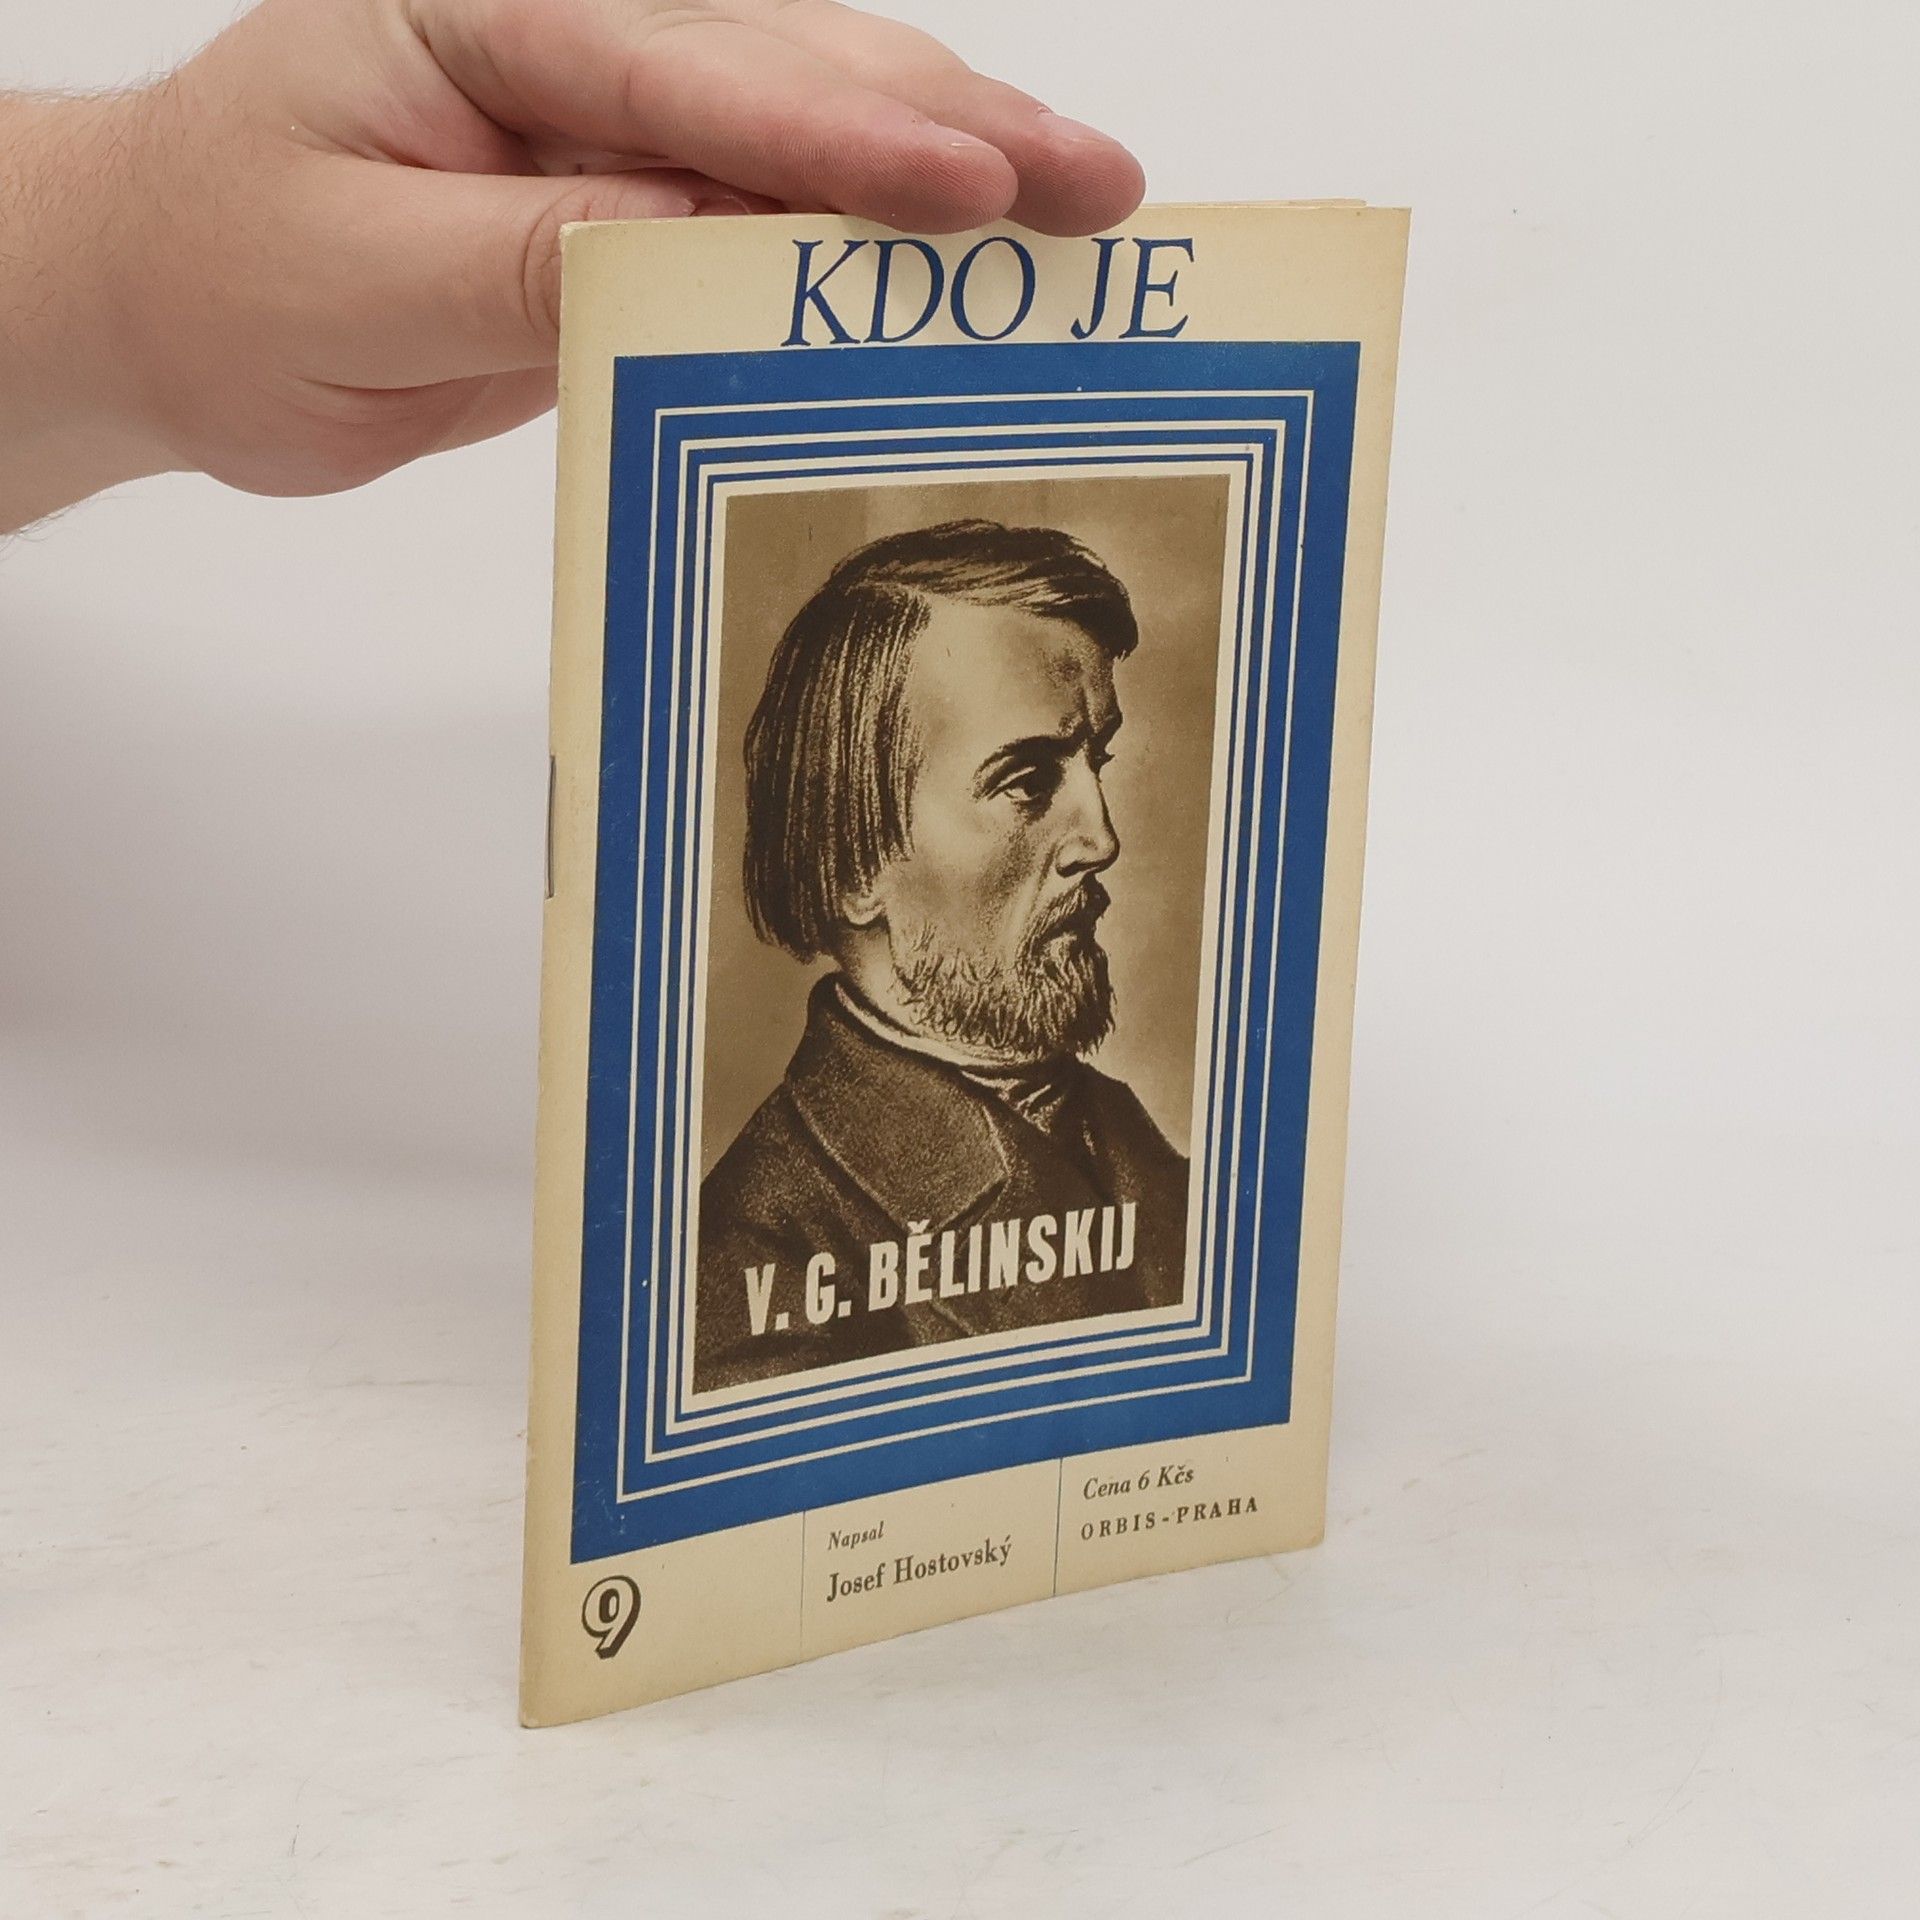 KDO JE
V. G. BĚLINSKIJ
9
Napsal
Josef Hostovský
Cena 6 Kčs
ORBIS-PRAHA